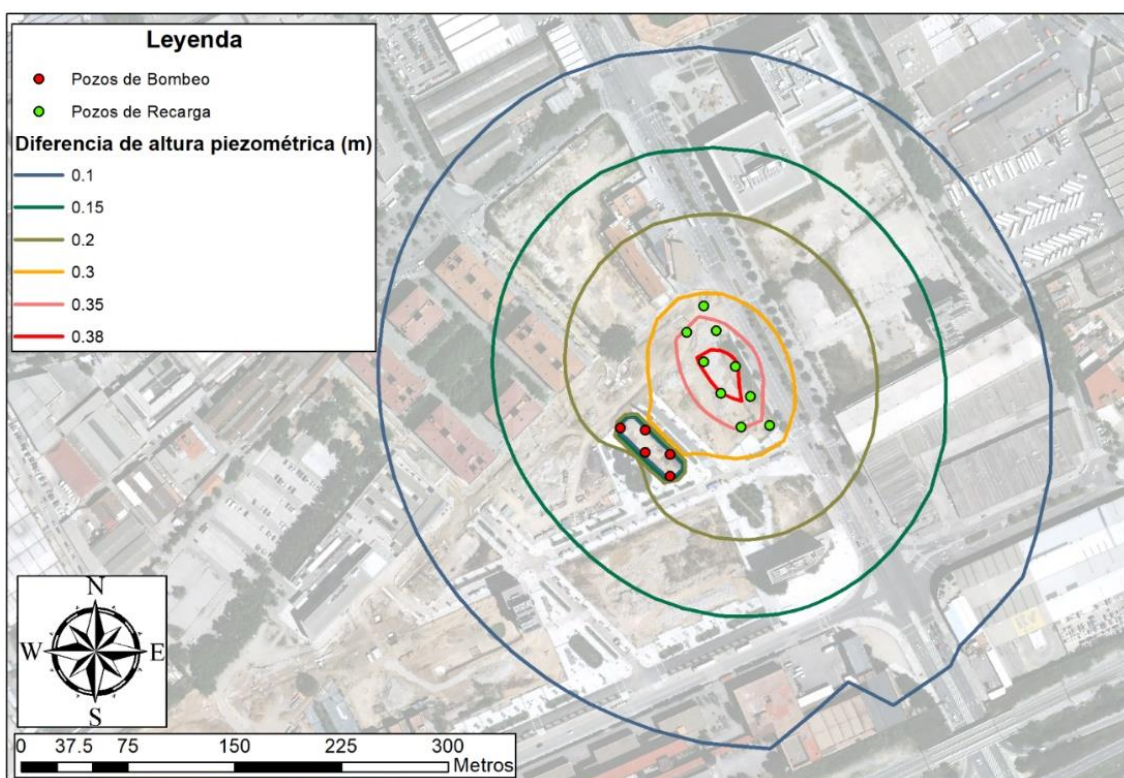 Leyenda
Pozos de Bombeo
Pozos de Recarga
Diferencia de altura piezométrica (m)
0.1
0.15
0.2
0.3
0.35
0.38
N
W E
S
0 37.5 75 150 225 300
Metros